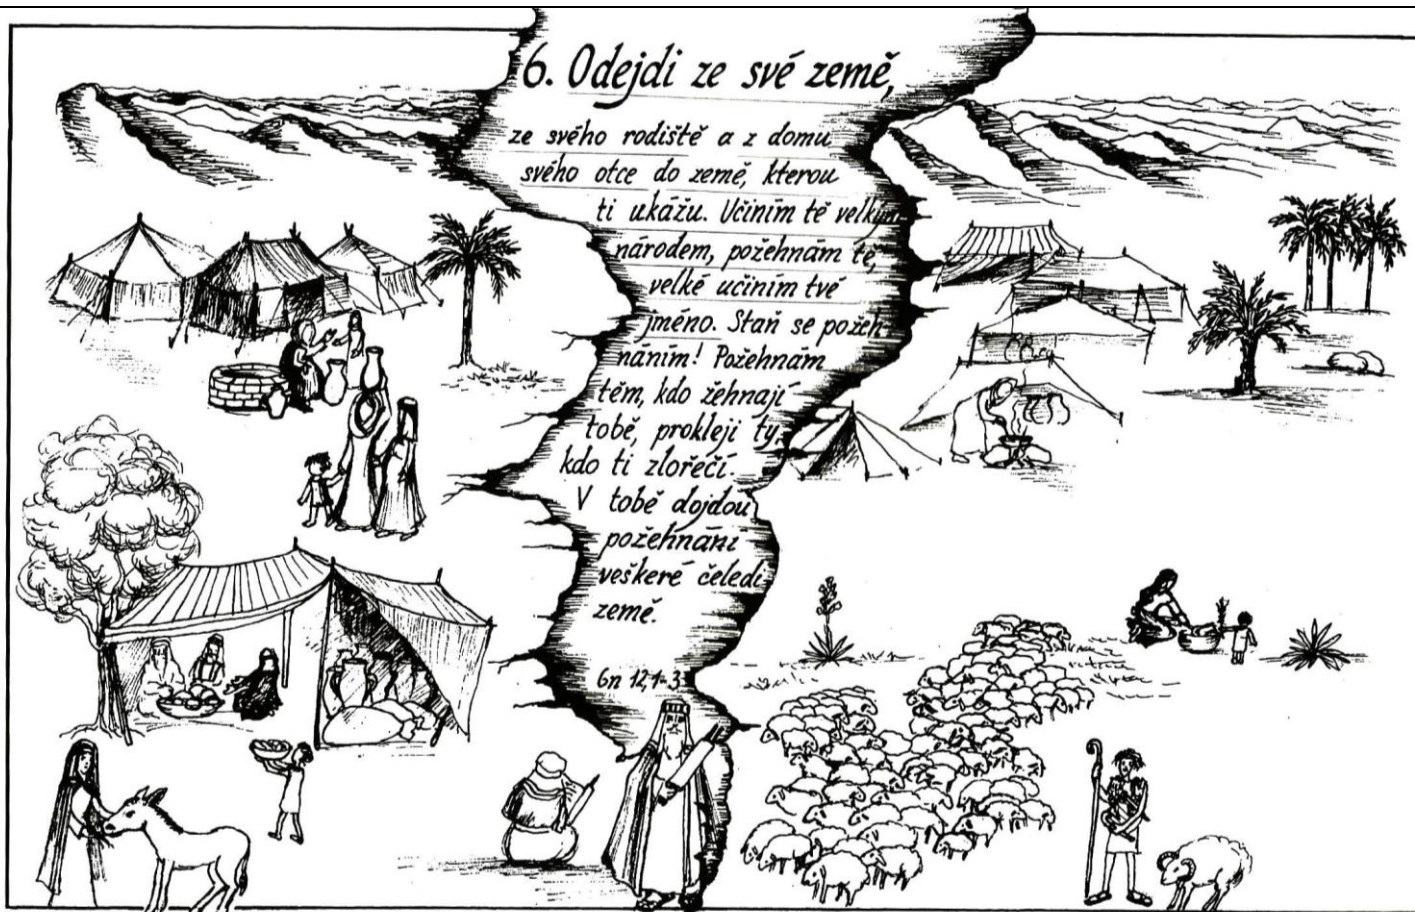 6. Odejdi ze své země,
ze svého rodiště a z domu
svého otce do země, kterou
ti ukážu. Učiním tě velkým
národem, požehnám tě,
velké učiním tvé
jméno. Staň se požeh-
náním! Požehnám
těm, kdo žehnají
tobě, prokleji ty,
kdo ti zlořečí.
V tobě dojdou
požehnání
veškeré čeledi
země.
Gn 12,1-3